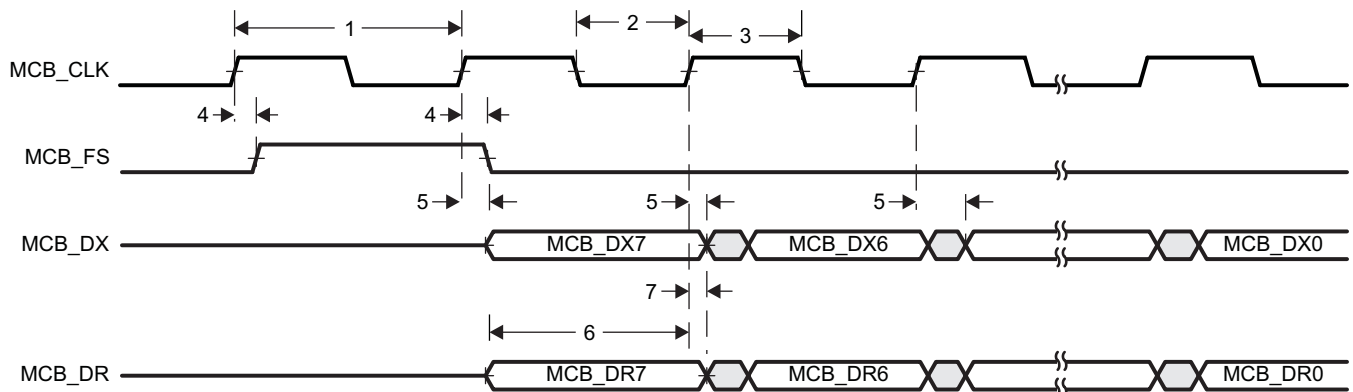 1
2
3
MCB_CLK
4
4
MCB_FS
5
5
5
MCB_DX
MCB_DX7
MCB_DX6
MCB_DX0
7
6
MCB_DR
MCB_DR7
MCB_DR6
MCB_DR0